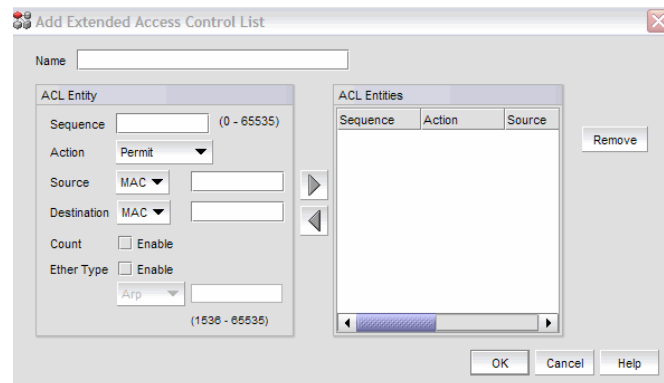 Add Extended Access Control List
Name
ACL Entity
Sequence (0 - 65535)
Action Permit
Source MAC
Destination MAC
Count Enable
Ether Type Enable
Arp
(1536 - 65535)
ACL Entities
Sequence Action Source
Remove
OK Cancel Help